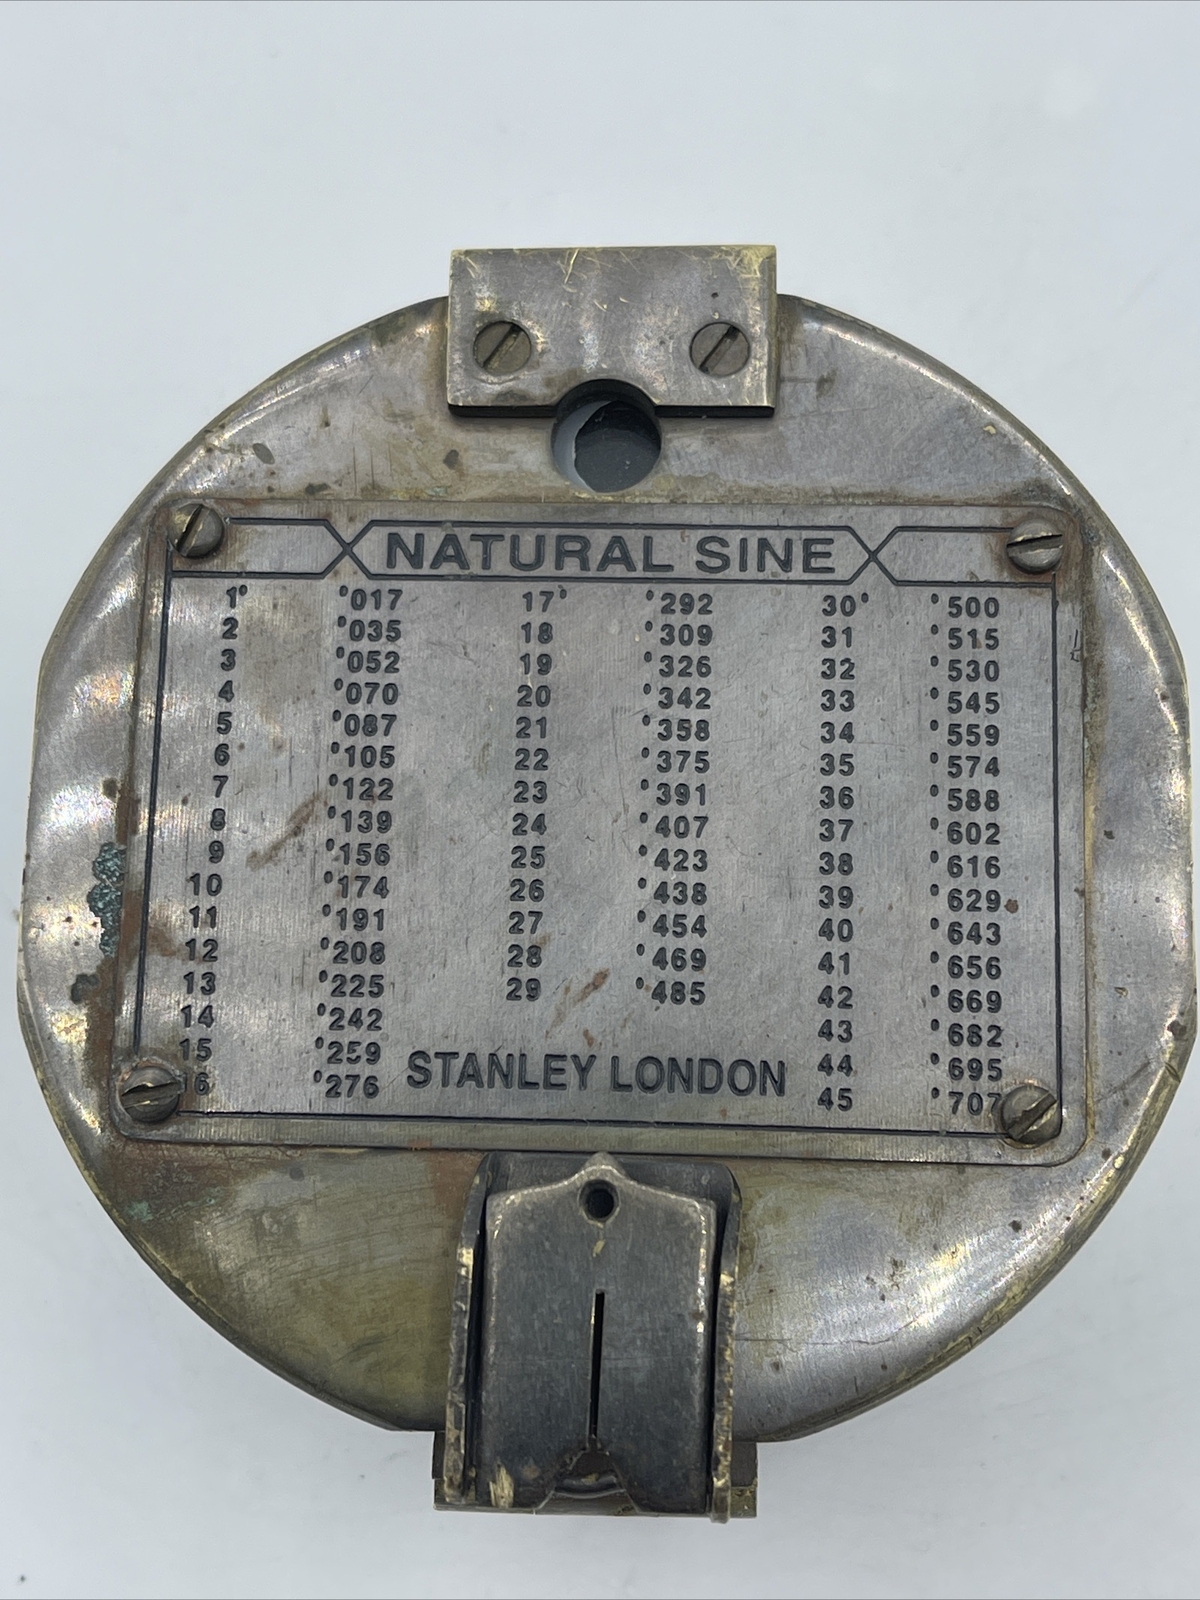 NATURAL SINE
1° ·017 17° ·292 30° ·500
2 ·035 18 ·309 31 ·515
3 ·052 19 ·326 32 ·530
4 ·070 20 ·342 33 ·545
5 ·087 21 ·358 34 ·559
6 ·105 22 ·375 35 ·574
7 ·122 23 ·391 36 ·588
8 ·139 24 ·407 37 ·602
9 ·156 25 ·423 38 ·616
10 ·174 26 ·438 39 ·629
11 ·191 27 ·454 40 ·643
12 ·208 28 ·469 41 ·656
13 ·225 29 ·485 42 ·669
14 ·242 43 ·682
15 ·259 STANLEY LONDON 44 ·695
16 ·276 45 ·707